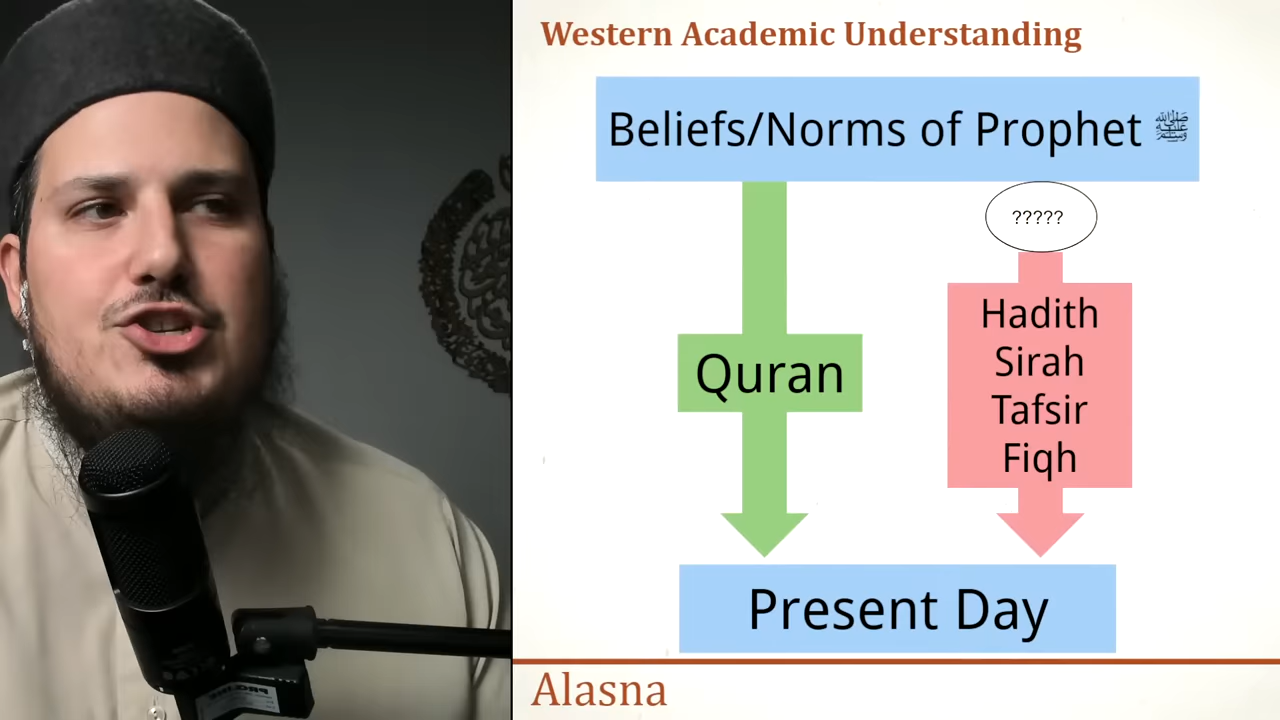 Western Academic Understanding
Beliefs/Norms of Prophet ﷺ
?????
Quran
Hadith
Sirah
Tafsir
Fiqh
Present Day
Alasna